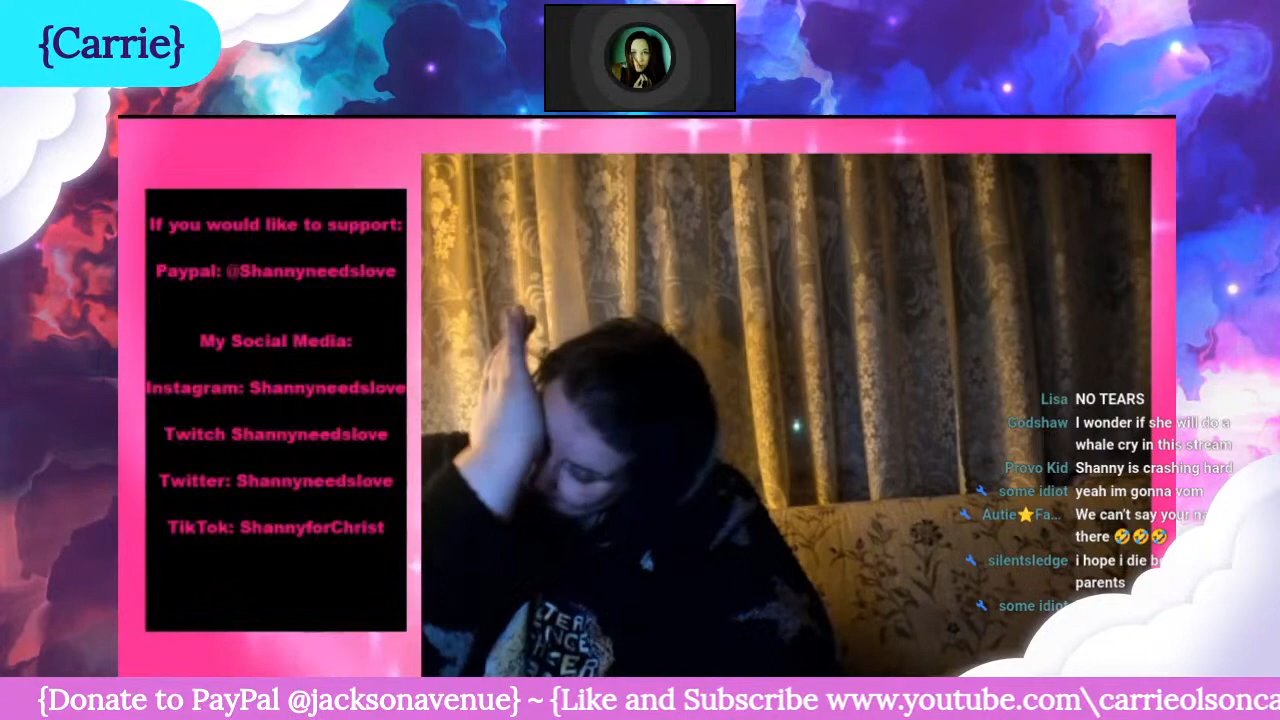 {Carrie}
If you would like to support:
Paypal: @Shannyneedslove
My Social Media:
Instagram: Shannyneedslove
Twitch Shannyneedslove
Twitter: Shannyneedslove
TikTok: ShannyforChrist
Lisa NO TEARS
Godshaw I wonder if she will do a
whale cry in this stream
Provo Kid Shanny is crashing hard
some idiot yeah im gonna vom
Autie⭐Fa... We can't say your
there 🤣🤣🤣
silentsledge i hope i die
parents
some idiot
{Donate to PayPal @jacksonavenue} ~ {Like and Subscribe www.youtube.com\carrieolsonca